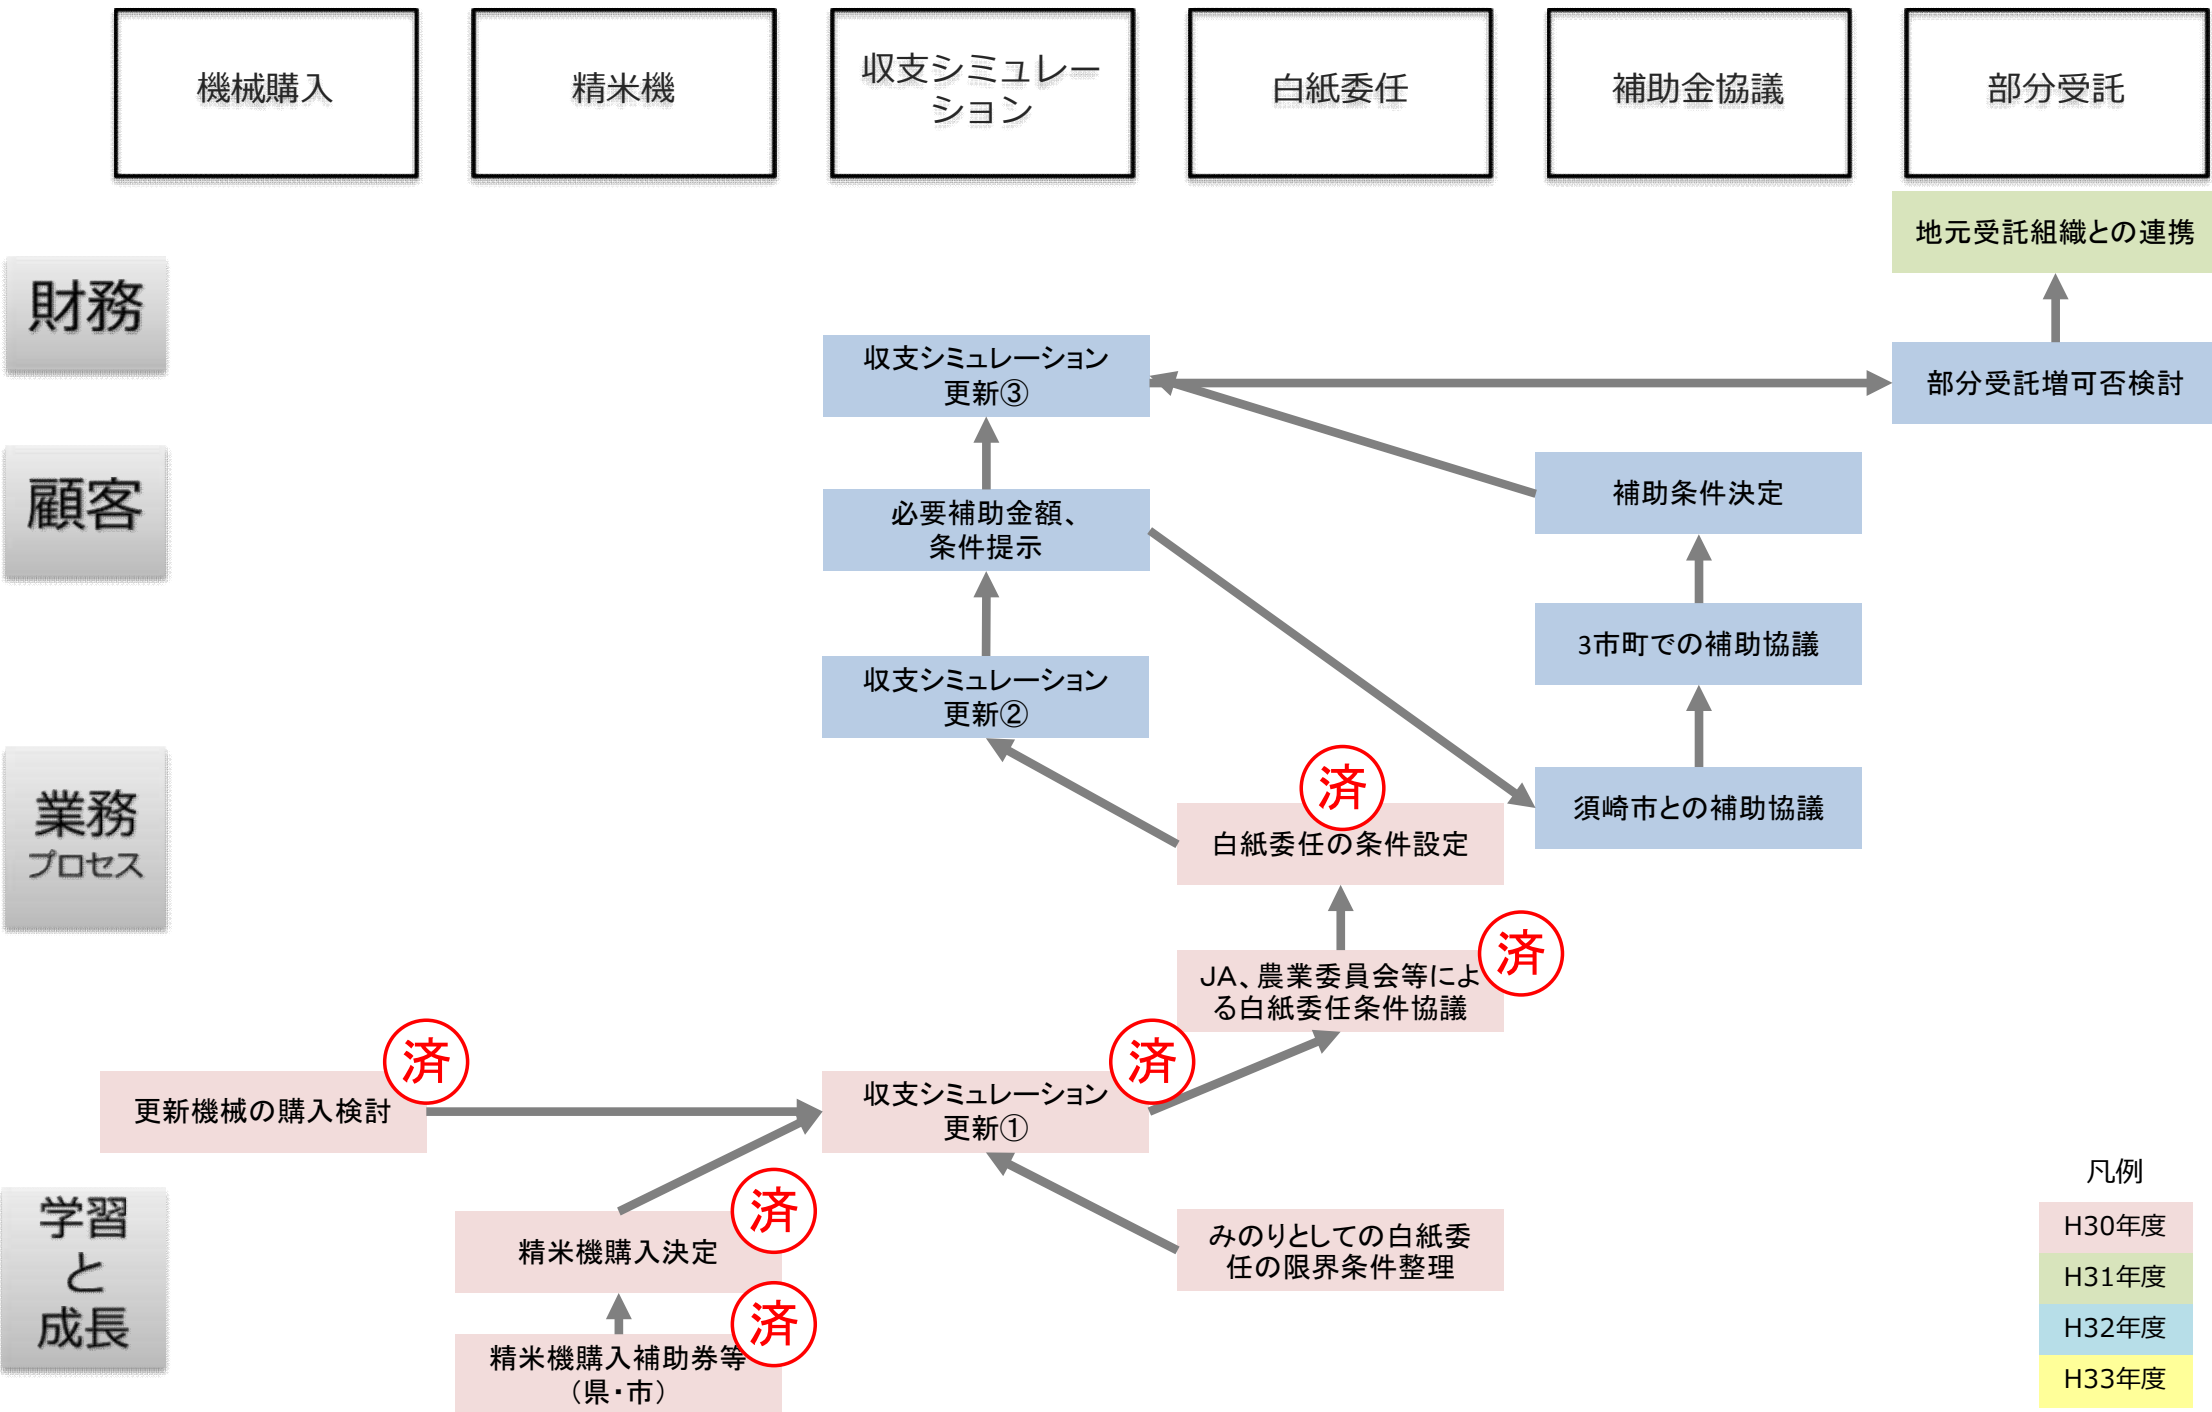 機械購入
精米機
収支シミュレー
ション
白紙委任
補助金協議
部分受託
地元受託組織との連携
財務
収支シミュレーション
更新③
部分受託増可否検討
顧客
必要補助金額、
条件提示
補助条件決定
3市町での補助協議
収支シミュレーション
更新②
業務
プロセス
済
白紙委任の条件設定
須崎市との補助協議
済
JA、農業委員会等によ
る白紙委任条件協議
済
更新機械の購入検討
済
収支シミュレーション
更新①
学習
と
成長
済
精米機購入決定
みのりとしての白紙委
任の限界条件整理
済
精米機購入補助券等
（県・市）
凡例
H30年度
H31年度
H32年度
H33年度